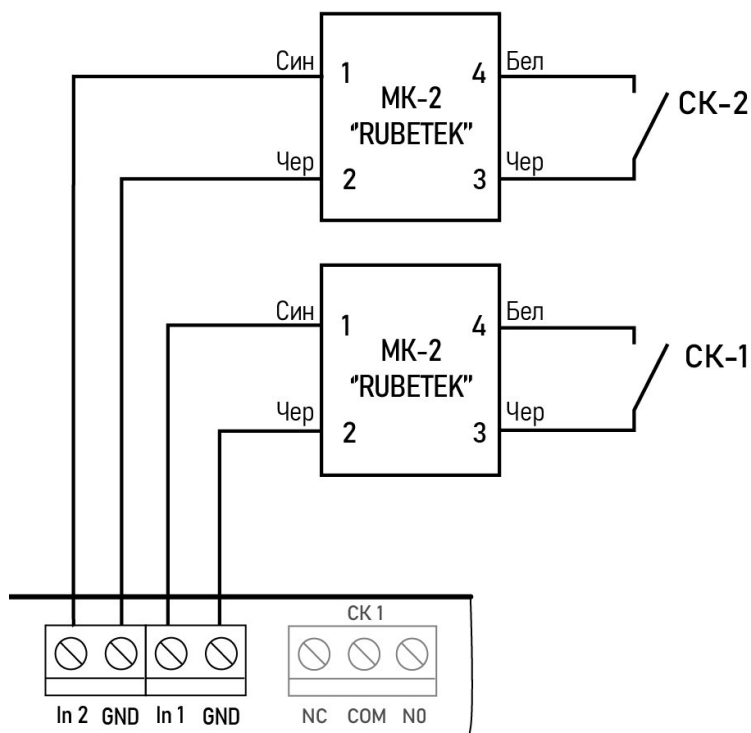 Син 1 4 Бел
МК-2
“RUBETEK”
СК-2
Чер 2 3 Чер
Син 1 4 Бел
МК-2
“RUBETEK”
СК-1
Чер 2 3 Чер
СК 1
In 2 GND In 1 GND NC COM NO